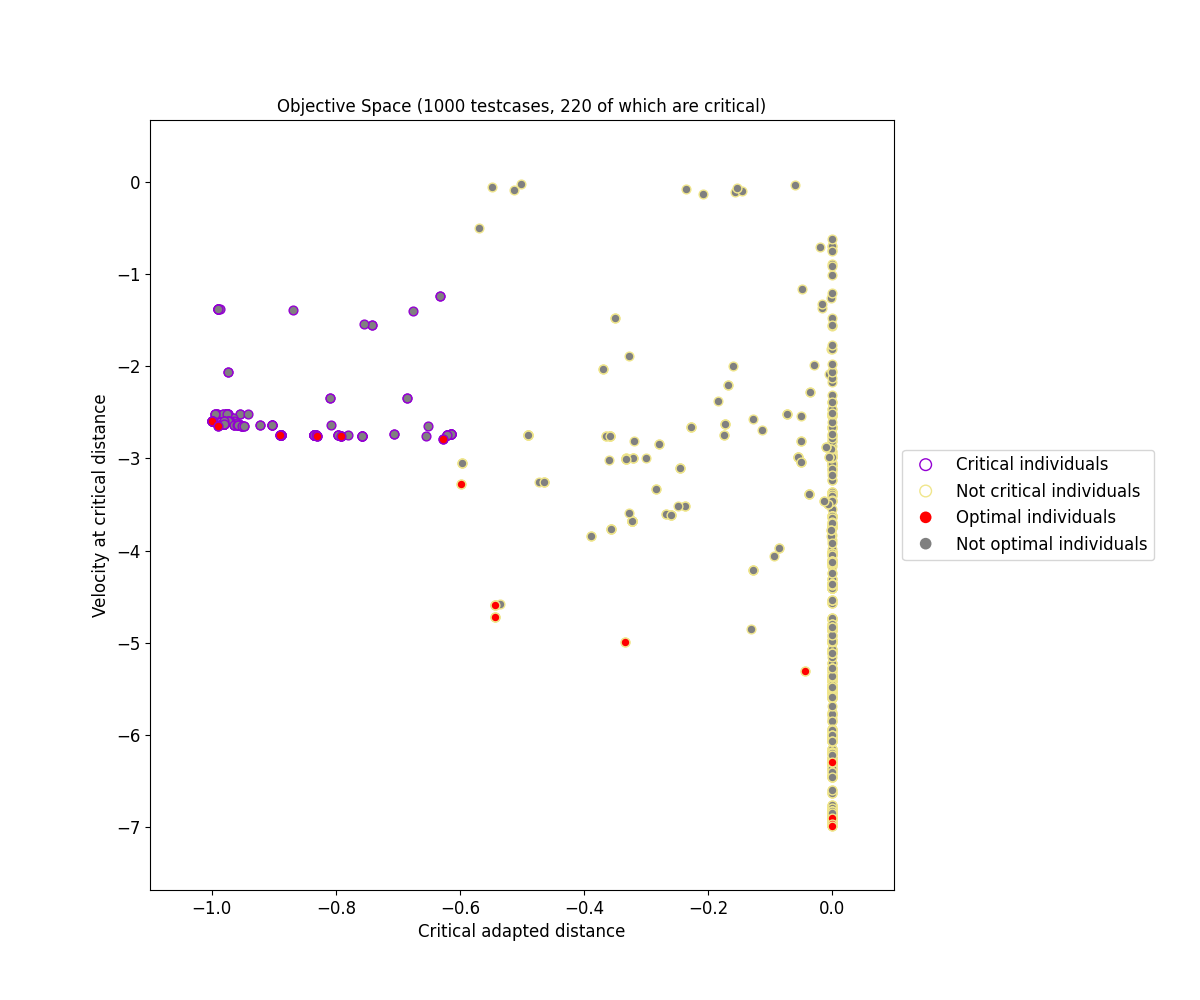 Objective Space (1000 testcases, 220 of which are critical)
0
−1
−2
−3
−4
−5
−6
−7
Velocity at critical distance
−1.0
−0.8
−0.6
−0.4
−0.2
0.0
Critical adapted distance
Critical individuals
Not critical individuals
Optimal individuals
Not optimal individuals